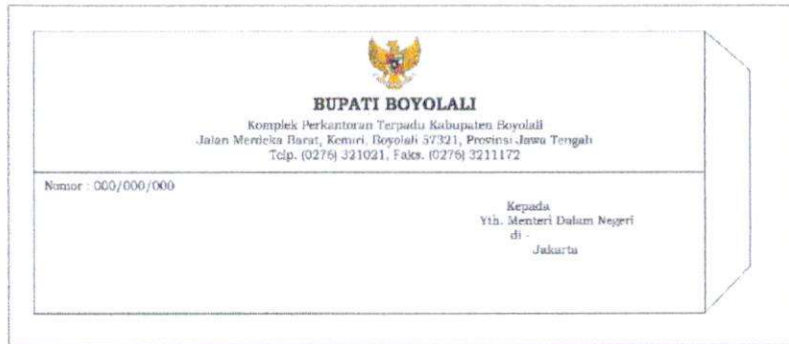 BUPATI BOYOLALI
Komplek Perkantoran Terpadu Kabupaten Boyolali
Jalan Merdeka Barat, Kemiri, Boyolali 57321, Provinsi Jawa Tengah
Telp. (0276) 321021, Faks. (0276) 3211172
Nomor : 000/000/000
Kepada
Yth. Menteri Dalam Negeri
di -
Jakarta